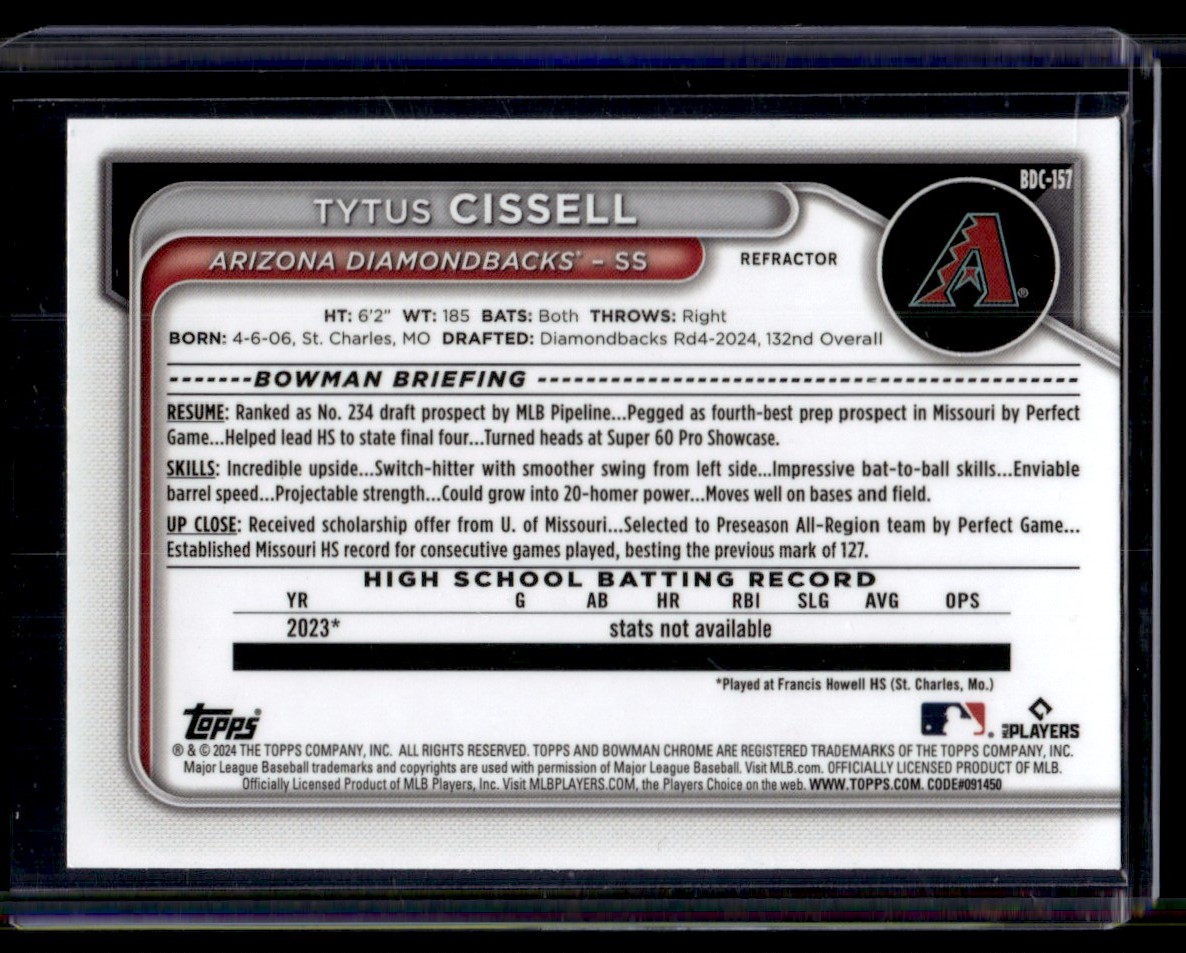 BDC-157
TYTUS CISSELL
ARIZONA DIAMONDBACKS® – SS
REFRACTOR
A
®
HT: 6'2" WT: 185 BATS: Both THROWS: Right
BORN: 4-6-06, St. Charles, MO DRAFTED: Diamondbacks Rd4-2024, 132nd Overall
-------BOWMAN BRIEFING -------
RESUME: Ranked as No. 234 draft prospect by MLB Pipeline...Pegged as fourth-best prep prospect in Missouri by Perfect
Game...Helped lead HS to state final four...Turned heads at Super 60 Pro Showcase.
SKILLS: Incredible upside...Switch-hitter with smoother swing from left side...Impressive bat-to-ball skills...Enviable
barrel speed...Projectable strength...Could grow into 20-homer power...Moves well on bases and field.
UP CLOSE: Received scholarship offer from U. of Missouri...Selected to Preseason All-Region team by Perfect Game...
Established Missouri HS record for consecutive games played, besting the previous mark of 127.
HIGH SCHOOL BATTING RECORD
YR G AB HR RBI SLG AVG OPS
2023* stats not available
*Played at Francis Howell HS (St. Charles, Mo.)
Topps®
MLB PLAYERS
® & © 2024 THE TOPPS COMPANY, INC. ALL RIGHTS RESERVED. TOPPS AND BOWMAN CHROME ARE REGISTERED TRADEMARKS OF THE TOPPS COMPANY, INC.
Major League Baseball trademarks and copyrights are used with permission of Major League Baseball. Visit MLB.com. OFFICIALLY LICENSED PRODUCT OF MLB.
Officially Licensed Product of MLB Players, Inc. Visit MLBPLAYERS.COM, the Players Choice on the web. WWW.TOPPS.COM. CODE#091450